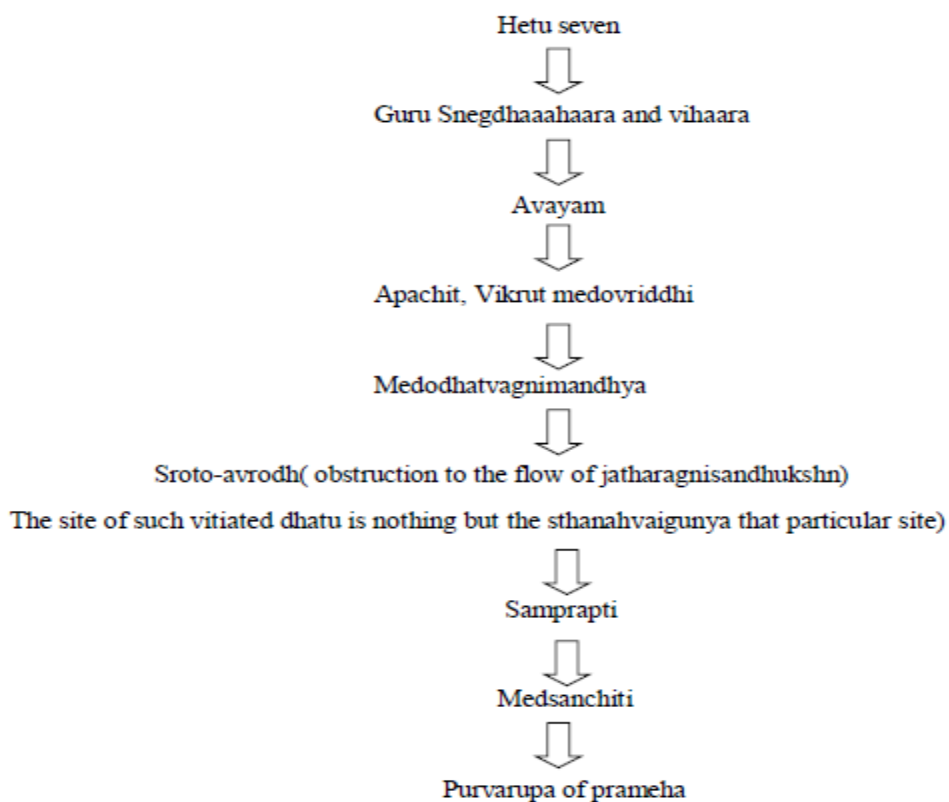 Hetu seven
Guru Snegdhaaahaara and vihaara
Avayam
Apachit, Vikrut medovriddhi
Medodhatvagnimandhya
Sroto-avrodh( obstruction to the flow of jatharagnisandhukshn)
The site of such vitiated dhatu is nothing but the sthanahvaigunya that particular site)
Samprapti
Medsanchiti
Purvarupa of prameha